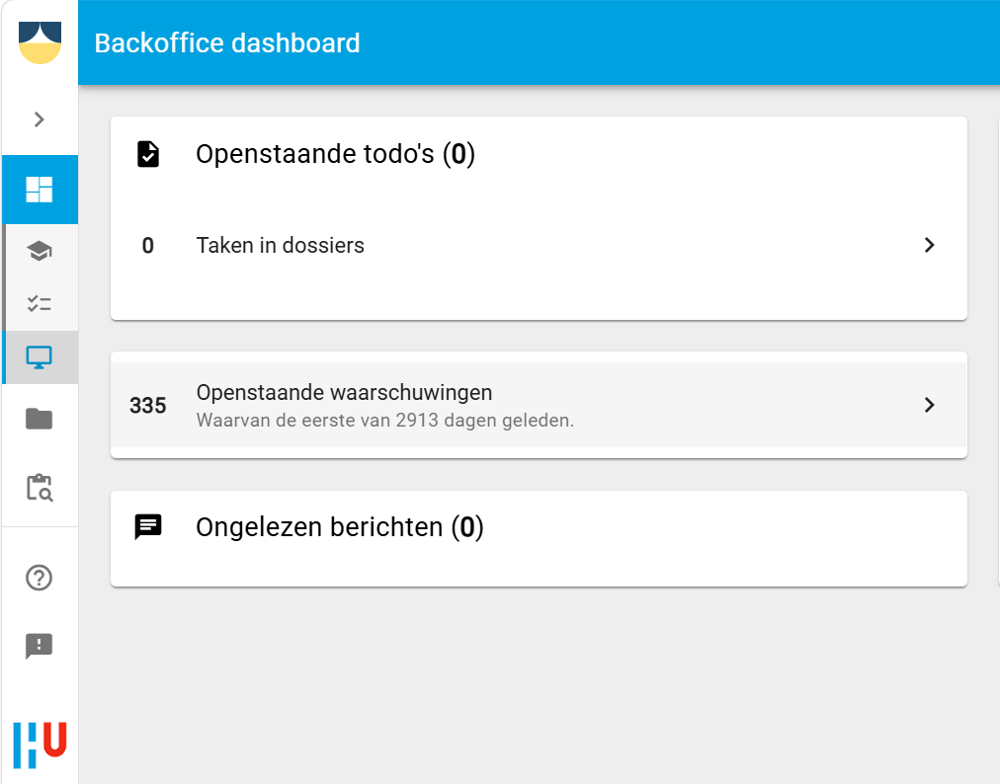 Backoffice dashboard
Openstaande todo's (0)
0 Taken in dossiers
335 Openstaande waarschuwingen
Waarvan de eerste van 2913 dagen geleden.
Ongelezen berichten (0)
HU